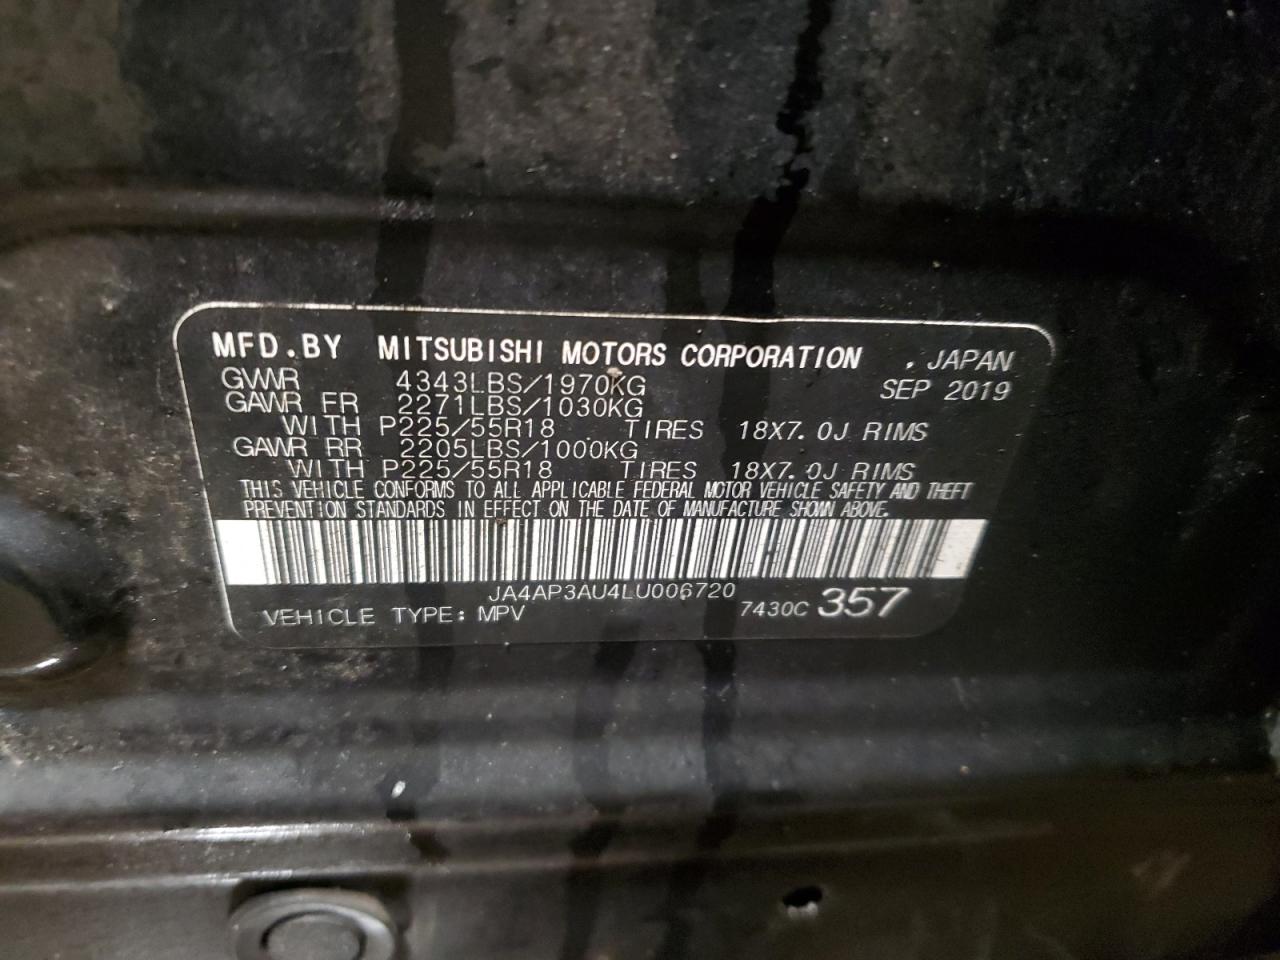 MFD.BY MITSUBISHI MOTORS CORPORATION , JAPAN
GVWR 4343LBS/1970KG SEP 2019
GAWR FR 2271LBS/1030KG
WITH P225/55R18 TIRES 18X7.0J RIMS
GAWR RR 2205LBS/1000KG
WITH P225/55R18 TIRES 18X7.0J RIMS
THIS VEHICLE CONFORMS TO ALL APPLICABLE FEDERAL MOTOR VEHICLE SAFETY AND THEFT
PREVENTION STANDARDS IN EFFECT ON THE DATE OF MANUFACTURE SHOWN ABOVE.
JA4AP3AU4LU006720
VEHICLE TYPE: MPV 7430C 357